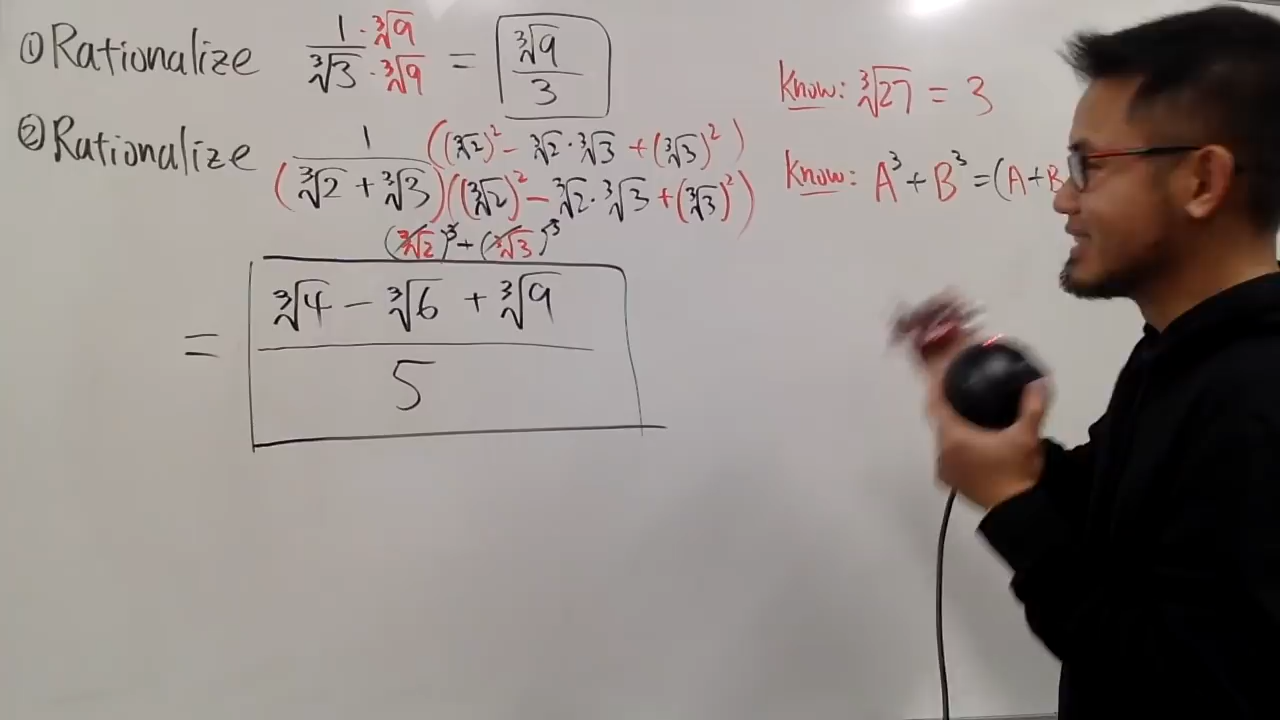 ① Rationalize 1·∛9 / ∛3·∛9 = ∛9 / 3
Know: ∛27 = 3
② Rationalize 1 ((∛2)² - ∛2·∛3 + (∛3)²) / (∛2 + ∛3)((∛2)² - ∛2·∛3 + (∛3)²)
Know: A³ + B³ = (A+B
(∛2)³ + (∛3)³
= ∛4 - ∛6 + ∛9 / 5